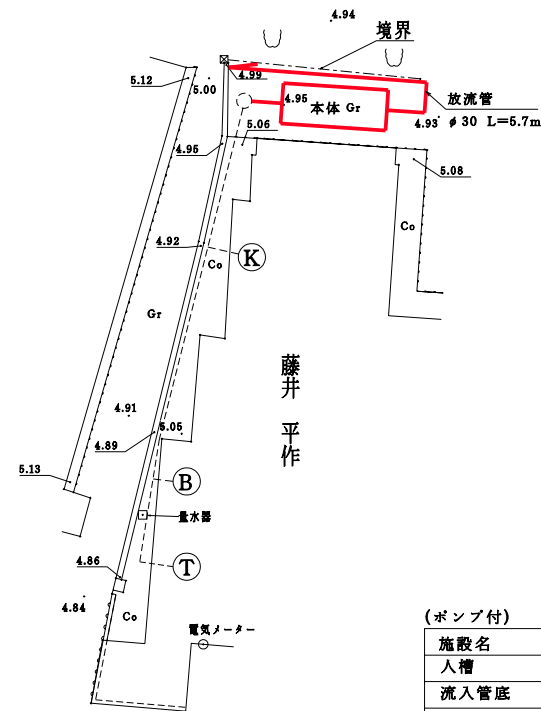 4.94
境界
5.12
5.00
4.99
4.95
本体 Gr
放流管
4.93 φ30 L=5.7m
5.06
4.95
5.08
Co
4.92
K
Co
Gr
藤井 平作
4.91
5.05
4.89
5.13
B
量水器
4.86
T
4.84
Co
電気メーター
(ポンプ付)
施設名
人槽
流入管底